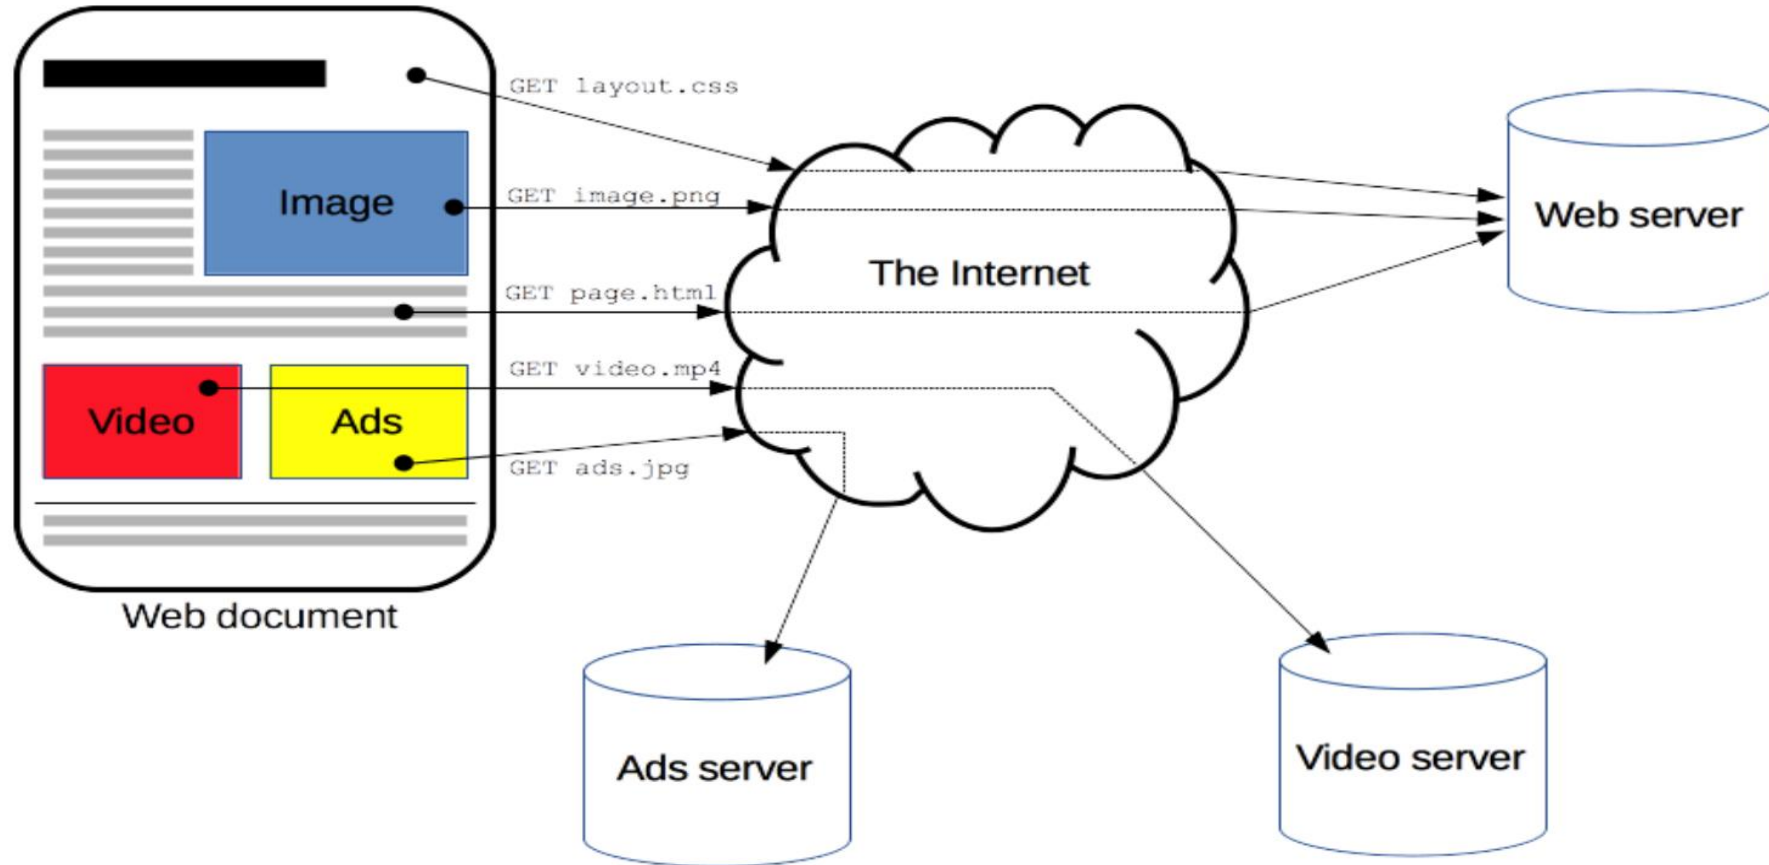 GET layout.css
Image
GET image.png
Web server
The Internet
GET page.html
GET video.mp4
Video
Ads
GET ads.jpg
Web document
Ads server
Video server